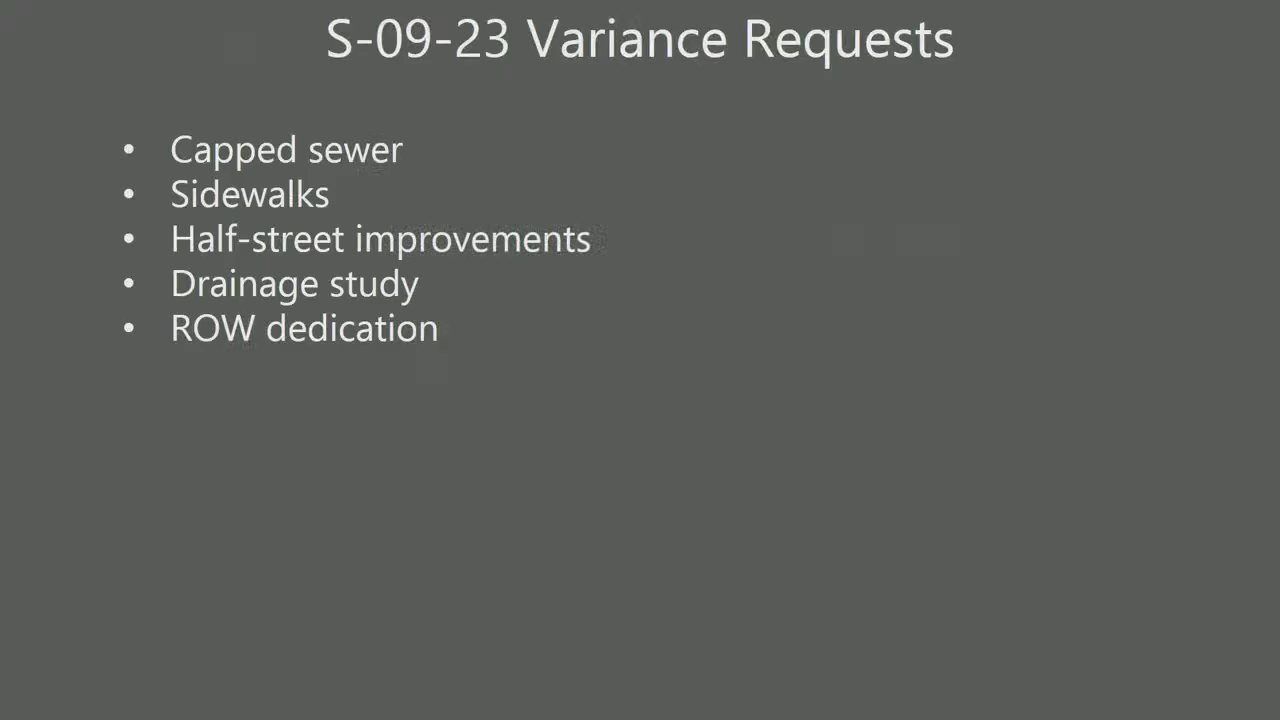 S-09-23 Variance Requests
• Capped sewer
• Sidewalks
• Half-street improvements
• Drainage study
• ROW dedication